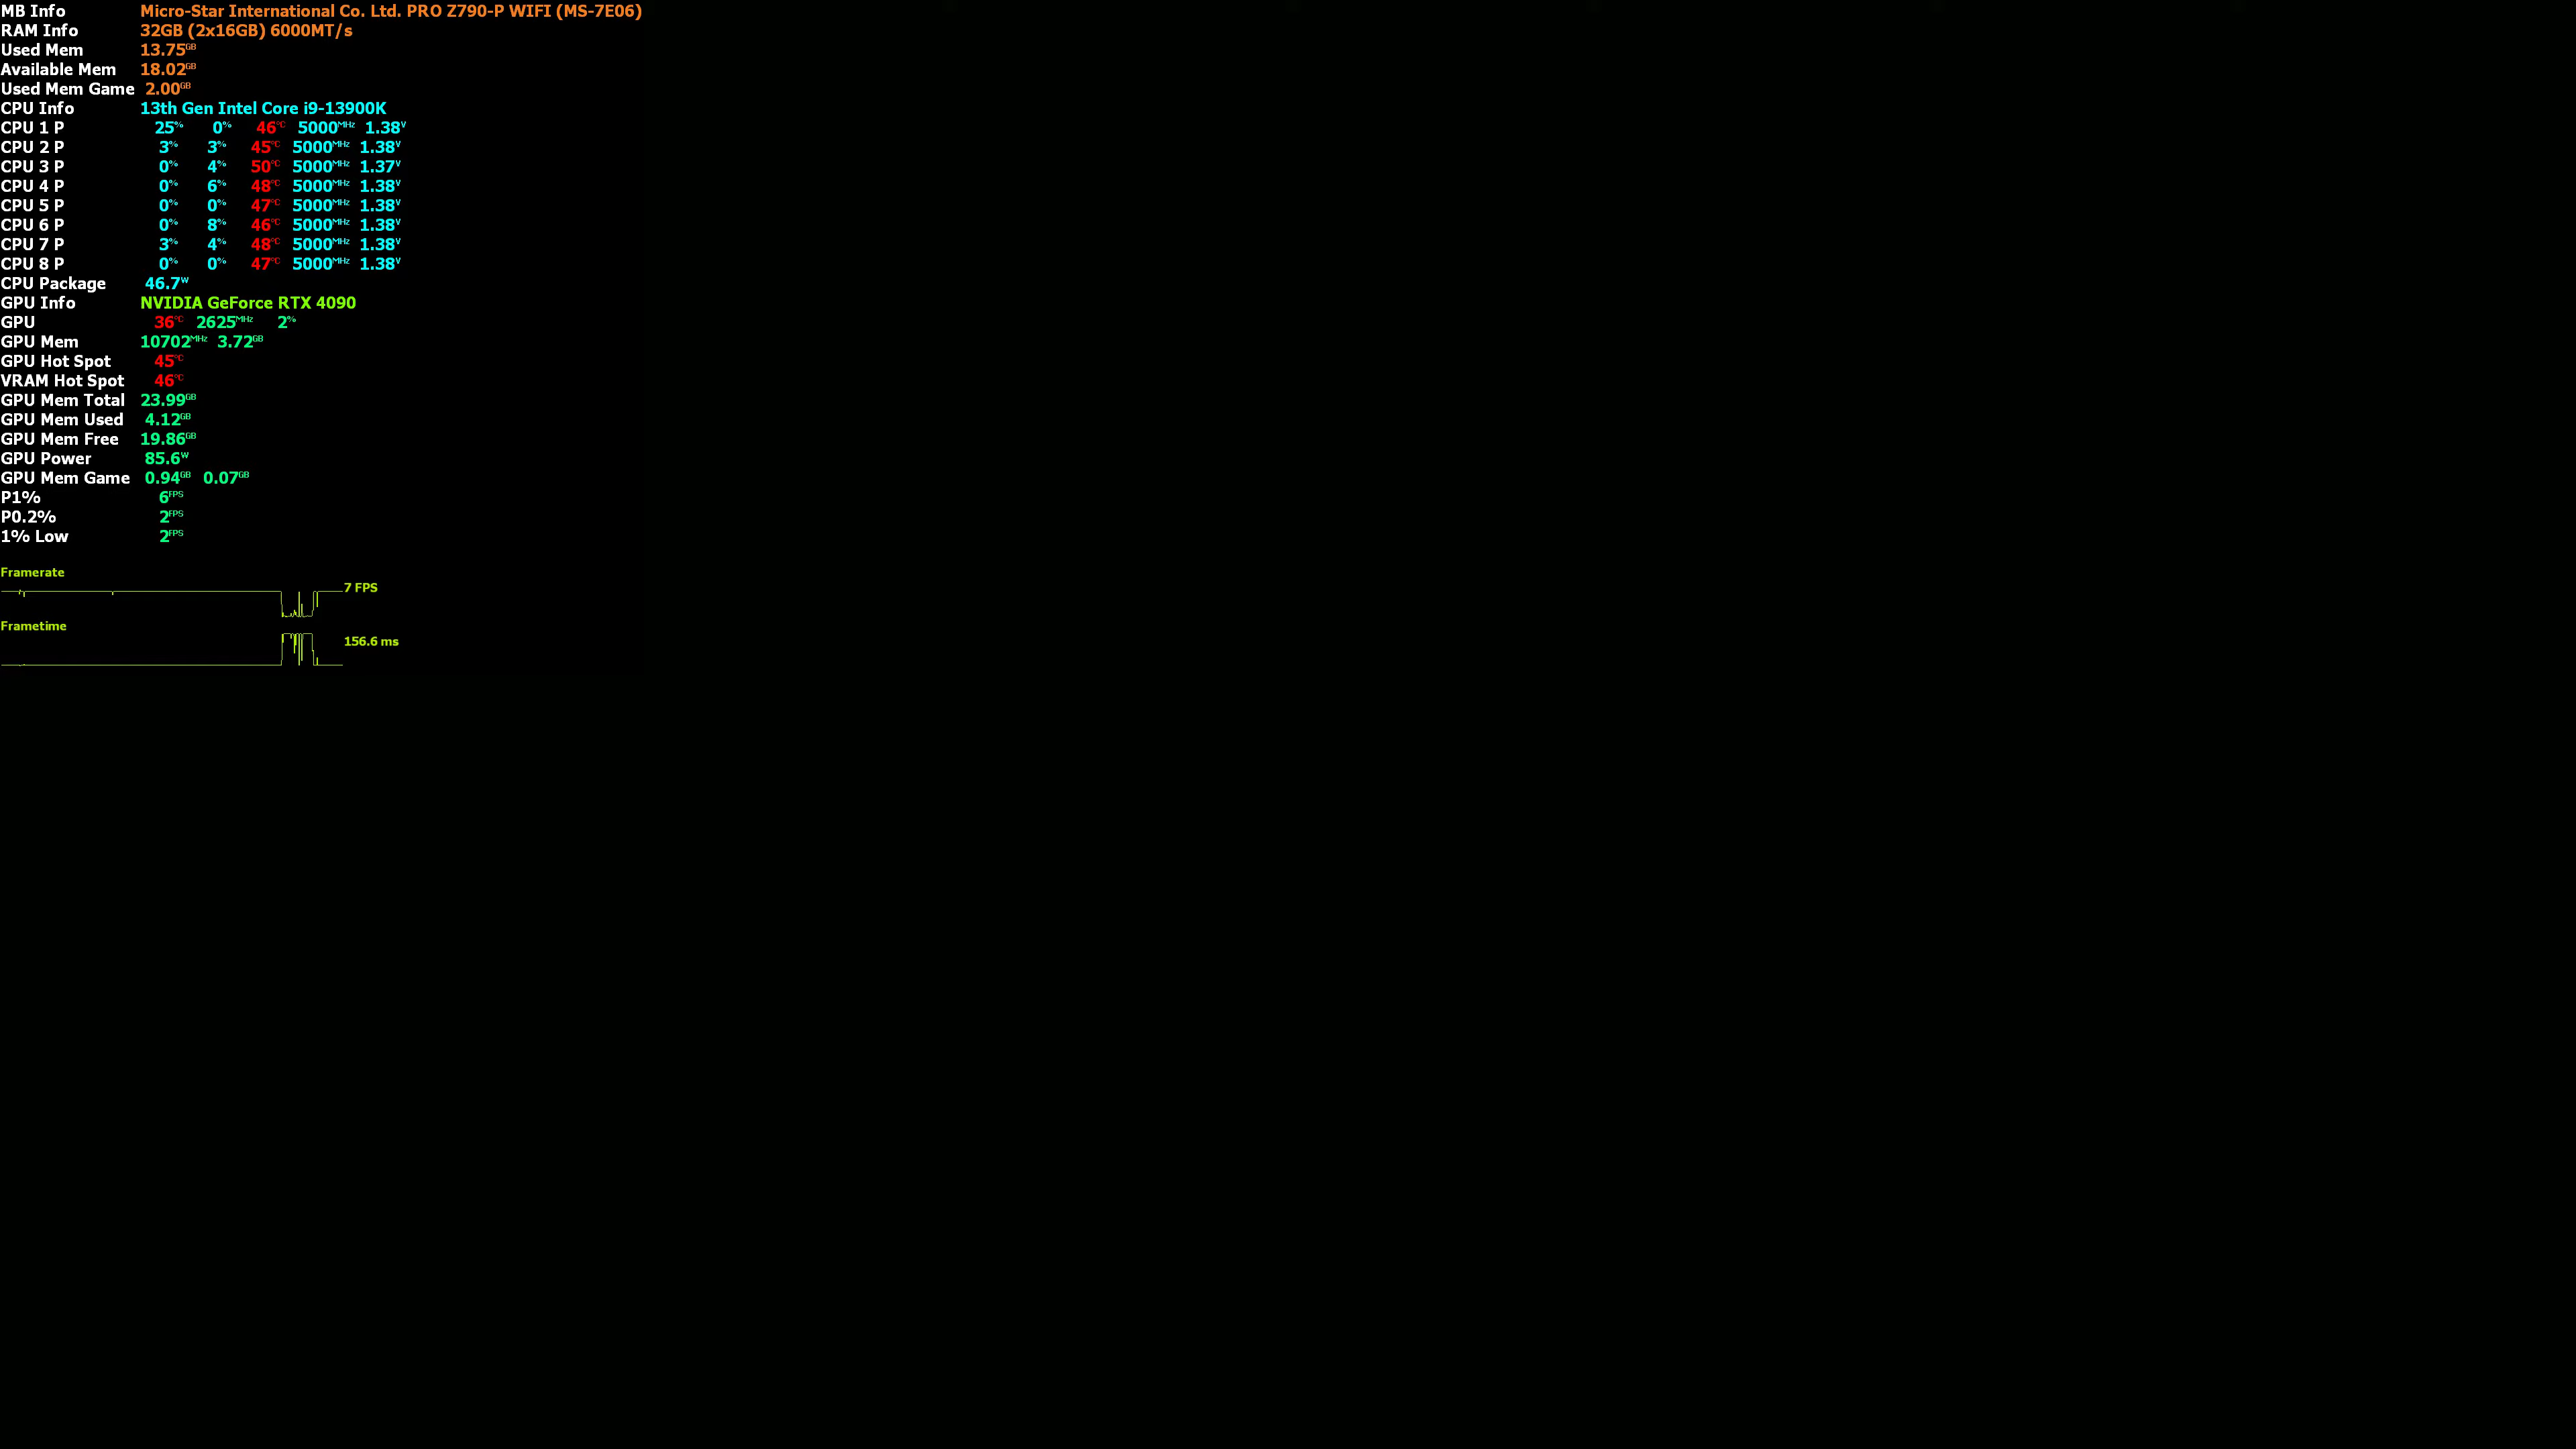 MB Info Micro-Star International Co. Ltd. PRO Z790-P WIFI (MS-7E06)
RAM Info 32GB (2x16GB) 6000MT/s
Used Mem 13.75GB
Available Mem 18.02GB
Used Mem Game 2.00GB
CPU Info 13th Gen Intel Core i9-13900K
CPU 1 P 25% 0% 46°C 5000MHz 1.38V
CPU 2 P 3% 3% 45°C 5000MHz 1.38V
CPU 3 P 0% 4% 50°C 5000MHz 1.37V
CPU 4 P 0% 6% 48°C 5000MHz 1.38V
CPU 5 P 0% 0% 47°C 5000MHz 1.38V
CPU 6 P 0% 8% 46°C 5000MHz 1.38V
CPU 7 P 3% 4% 48°C 5000MHz 1.38V
CPU 8 P 0% 0% 47°C 5000MHz 1.38V
CPU Package 46.7W
GPU Info NVIDIA GeForce RTX 4090
GPU 36°C 2625MHz 2%
GPU Mem 10702MHz 3.72GB
GPU Hot Spot 45°C
VRAM Hot Spot 46°C
GPU Mem Total 23.99GB
GPU Mem Used 4.12GB
GPU Mem Free 19.86GB
GPU Power 85.6W
GPU Mem Game 0.94GB 0.07GB
P1% 6FPS
P0.2% 2FPS
1% Low 2FPS
Framerate
7 FPS
Frametime
156.6 ms